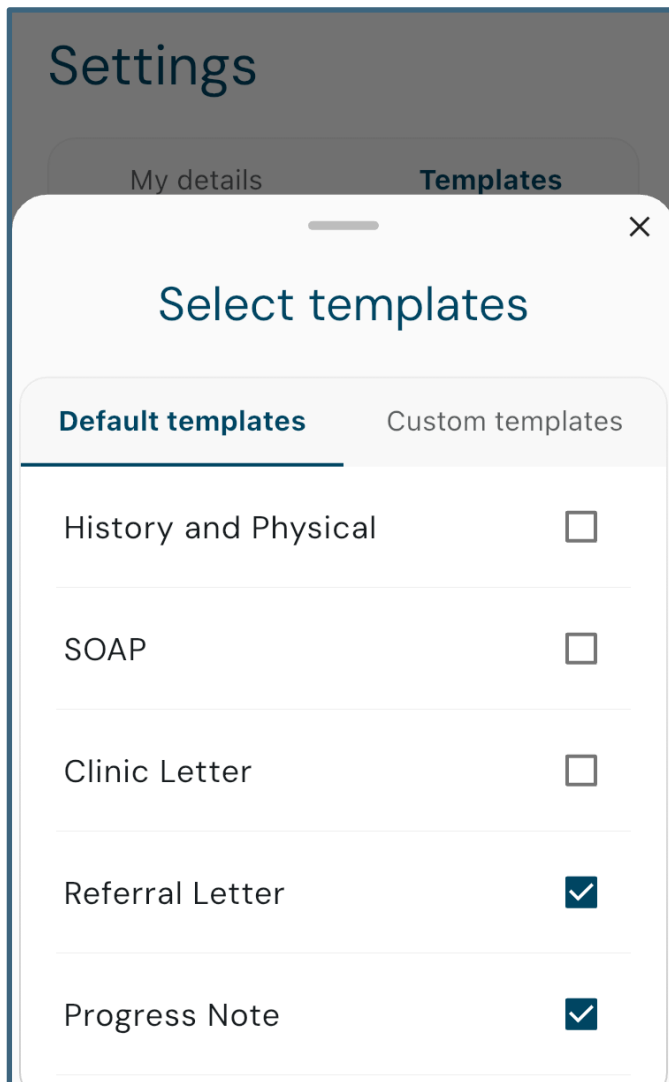 Settings
My details Templates
Select templates
Default templates Custom templates
History and Physical
SOAP
Clinic Letter
Referral Letter
Progress Note